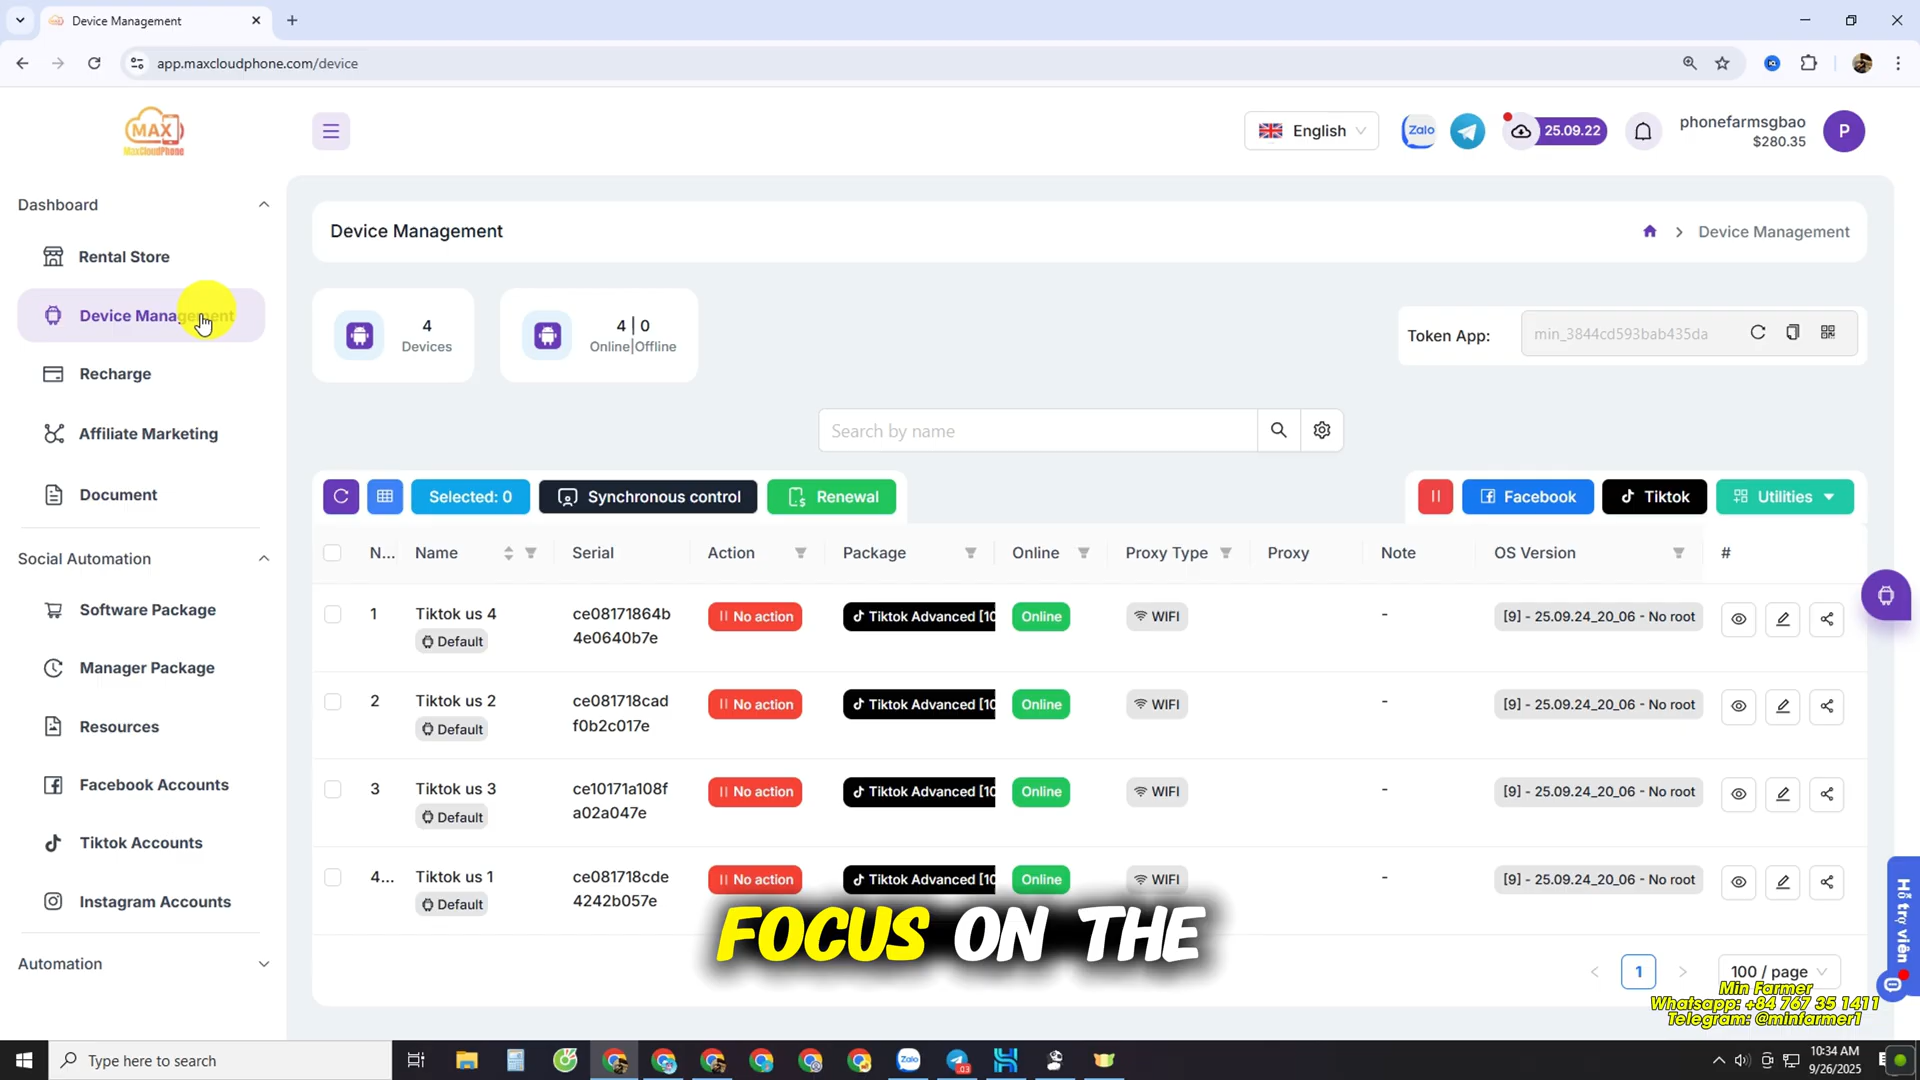 Device Management
app.maxcloudphone.com/device
MAX
MaxCloudPhone
English
Zalo
25.09.22
phonefarmsgbao
$280.35
P
Dashboard
Rental Store
Device Management
Recharge
Affiliate Marketing
Document
Social Automation
Software Package
Manager Package
Resources
Facebook Accounts
Tiktok Accounts
Instagram Accounts
Automation
Device Management
Device Management
4
Devices
4 | 0
Online|Offline
Token App:
min_3844cd593bab435da
Search by name
Selected: 0
Synchronous control
Renewal
Facebook
Tiktok
Utilities
N... Name Serial Action Package Online Proxy Type Proxy Note OS Version #
1 Tiktok us 4 ce08171864b No action Tiktok Advanced [10 Online WIFI - [9] - 25.09.24_20_06 - No root
Default 4e0640b7e
2 Tiktok us 2 ce081718cad No action Tiktok Advanced [10 Online WIFI - [9] - 25.09.24_20_06 - No root
Default f0b2c017e
3 Tiktok us 3 ce10171a108f No action Tiktok Advanced [10 Online WIFI - [9] - 25.09.24_20_06 - No root
Default a02a047e
4... Tiktok us 1 ce081718cde No action Tiktok Advanced [10 Online WIFI - [9] - 25.09.24_20_06 - No root
Default 4242b057e
FOCUS ON THE
1
100 / page
Hỗ trợ viên
Min Farmer
Whatsapp: +84 767 35 1411
Telegram: @minfarmer1
Type here to search
Zalo
.03
10:34 AM
9/26/2025